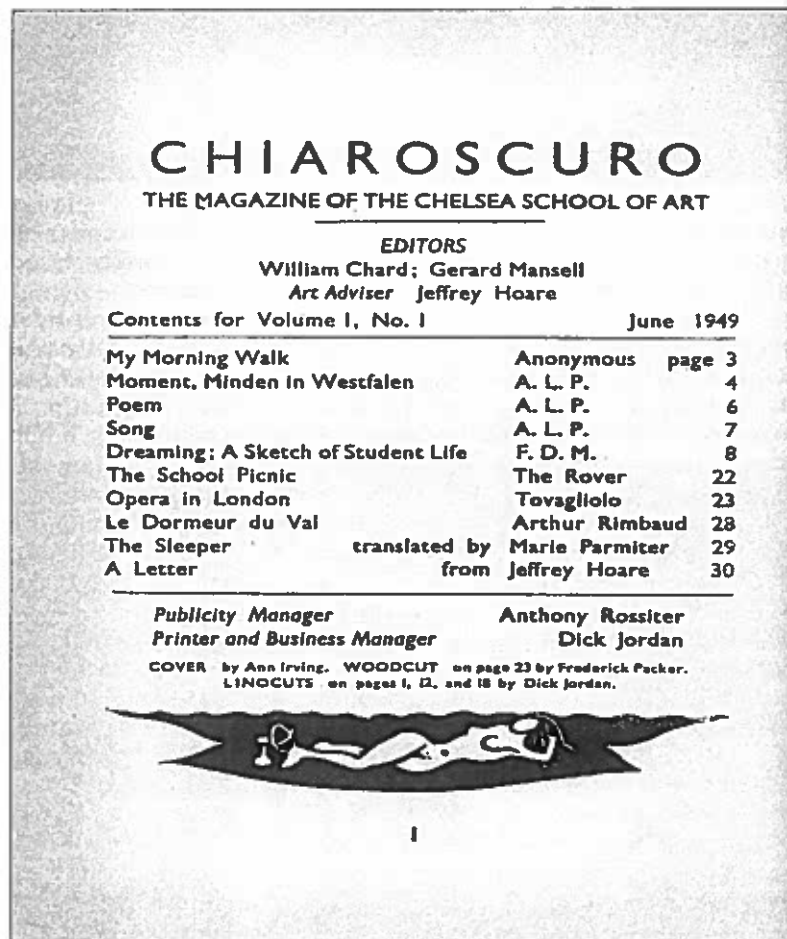 CHIAROSCURO
THE MAGAZINE OF THE CHELSEA SCHOOL OF ART
EDITORS
William Chard; Gerard Mansell
Art Adviser Jeffrey Hoare
Contents for Volume I, No. I June 1949
My Morning Walk Anonymous page 3
Moment, Minden in Westfalen A. L. P. 4
Poem A. L. P. 6
Song A. L. P. 7
Dreaming: A Sketch of Student Life F. D. M. 8
The School Picnic The Rover 22
Opera in London Tovagliolo 23
Le Dormeur du Val Arthur Rimbaud 28
The Sleeper translated by Marie Parmiter 29
A Letter from Jeffrey Hoare 30
Publicity Manager Anthony Rossiter
Printer and Business Manager Dick Jordan
COVER by Ann Irving. WOODCUT on page 23 by Frederick Packer.
LINOCUTS on pages 1, 12, and 18 by Dick Jordan.
I